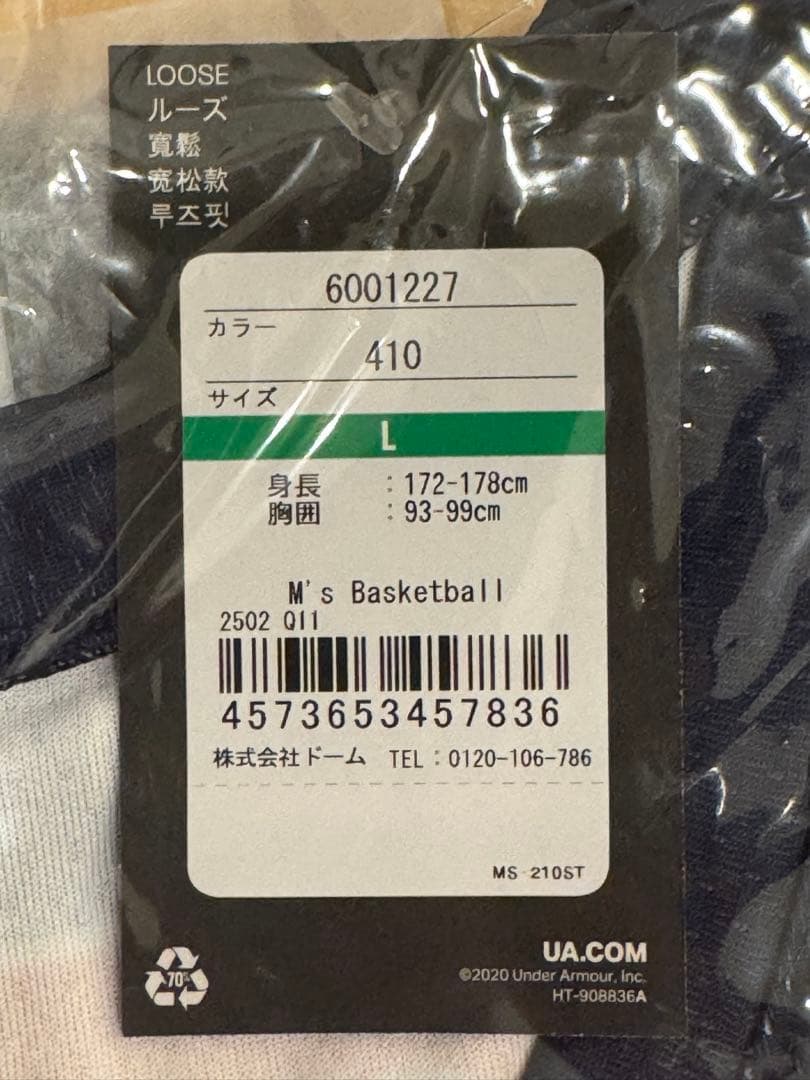 LOOSE
ルーズ
寬鬆
宽松款
루즈핏
6001227
カラー
410
サイズ
L
身長 : 172-178cm
胸囲 : 93-99cm
M's Basketball
2502 Q11
4573653457836
株式会社ドーム TEL : 0120-106-786
MS 210ST
70%
UA.COM
©2020 Under Armour, Inc.
HT-908836A